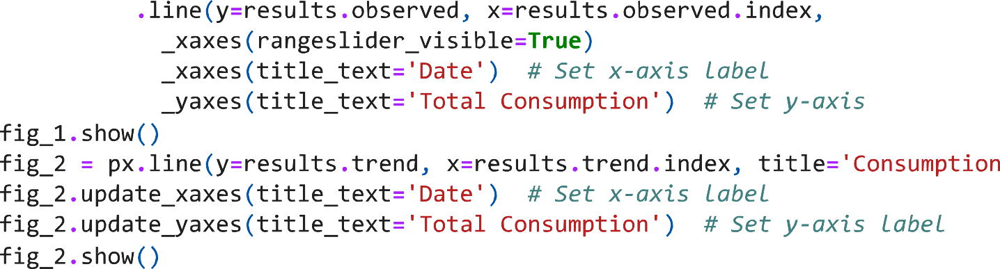 .line(y=results.observed, x=results.observed.index,
_xaxes(rangeslider_visible=True)
_xaxes(title_text='Date')  # Set x-axis label
_yaxes(title_text='Total Consumption')  # Set y-axis
fig_1.show()
fig_2 = px.line(y=results.trend, x=results.trend.index, title='Consumption
fig_2.update_xaxes(title_text='Date')  # Set x-axis label
fig_2.update_yaxes(title_text='Total Consumption')  # Set y-axis label
fig_2.show()